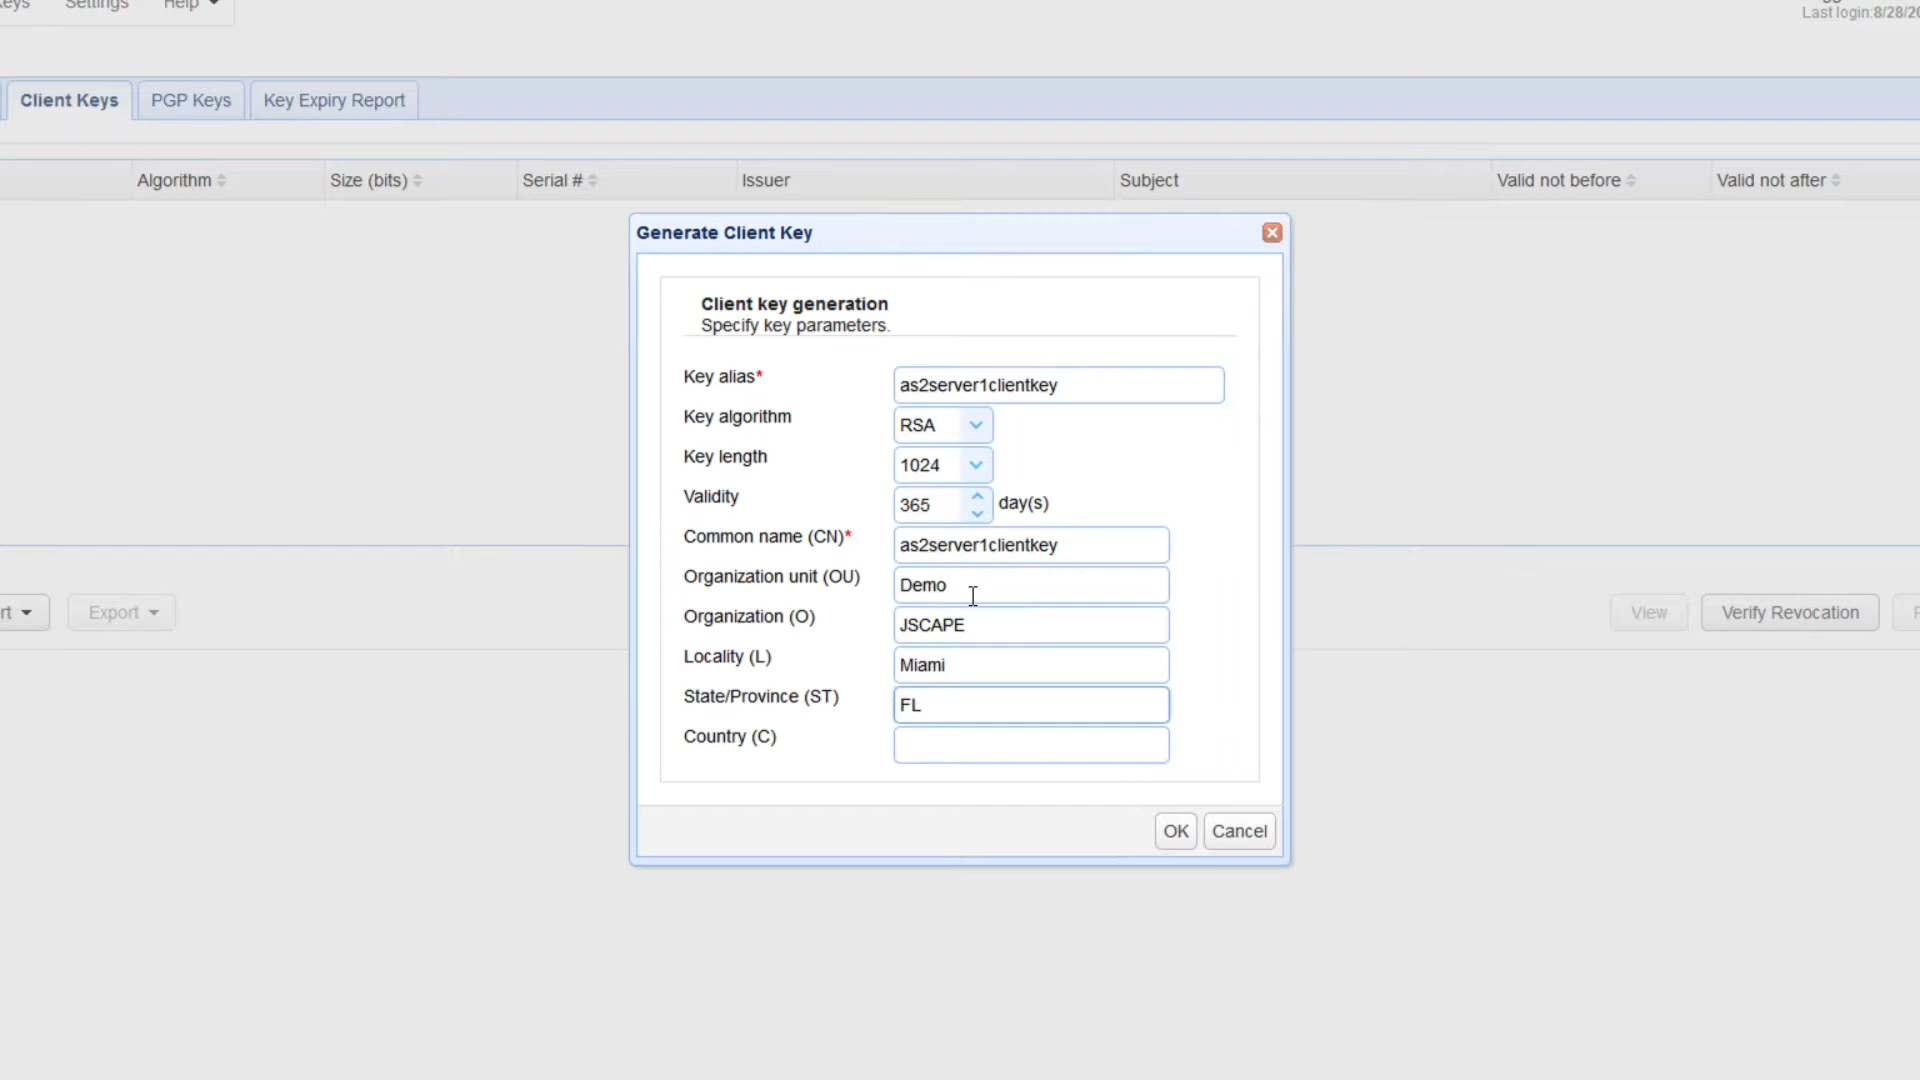 Settings Help
Last login:8/28/20
Client Keys PGP Keys Key Expiry Report
Algorithm Size (bits) Serial # Issuer Subject Valid not before Valid not after
Generate Client Key
Client key generation
Specify key parameters.
Key alias* as2server1clientkey
Key algorithm RSA
Key length 1024
Validity 365 day(s)
Common name (CN)* as2server1clientkey
Organization unit (OU) Demo
Organization (O) JSCAPE
Locality (L) Miami
State/Province (ST) FL
Country (C)
rt Export View Verify Revocation
OK Cancel